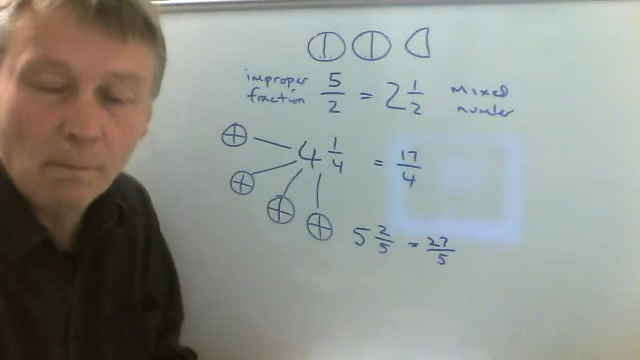 improper fraction 5/2 = 2 1/2 mixed number
4 1/4 = 17/4
5 2/5 = 27/5